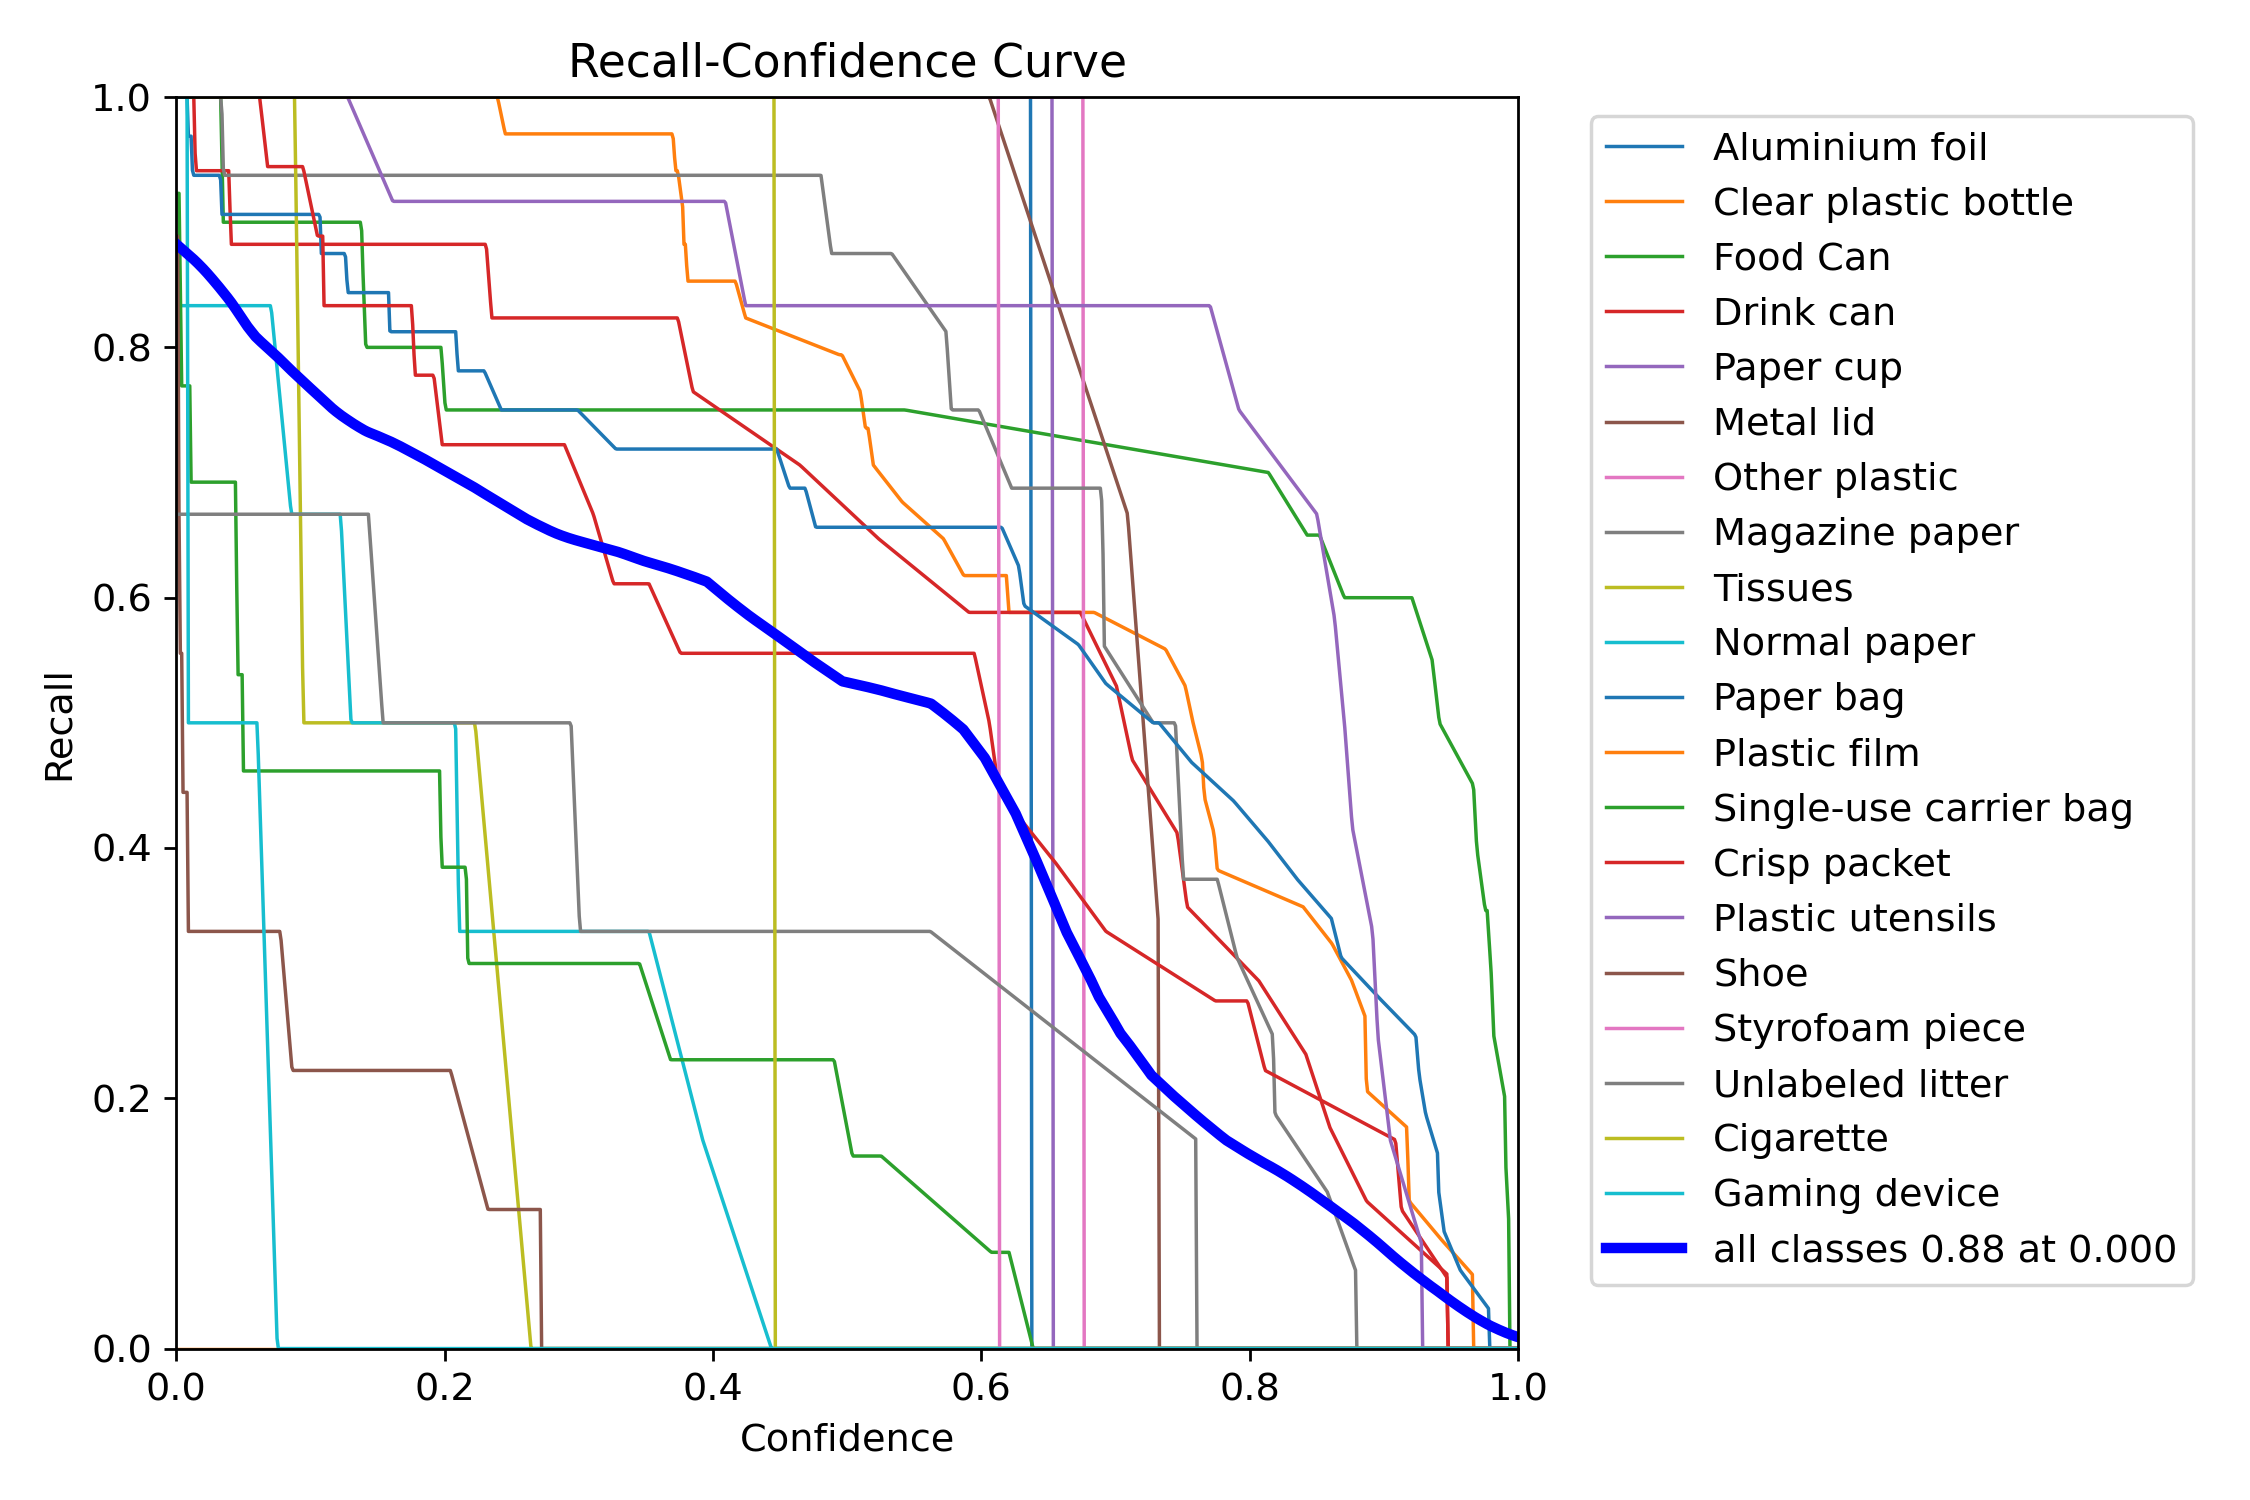 Recall-Confidence Curve
1.0
0.8
0.6
0.4
0.2
0.0
Recall
0.0 0.2 0.4 0.6 0.8 1.0
Confidence
Aluminium foil
Clear plastic bottle
Food Can
Drink can
Paper cup
Metal lid
Other plastic
Magazine paper
Tissues
Normal paper
Paper bag
Plastic film
Single-use carrier bag
Crisp packet
Plastic utensils
Shoe
Styrofoam piece
Unlabeled litter
Cigarette
Gaming device
all classes 0.88 at 0.000